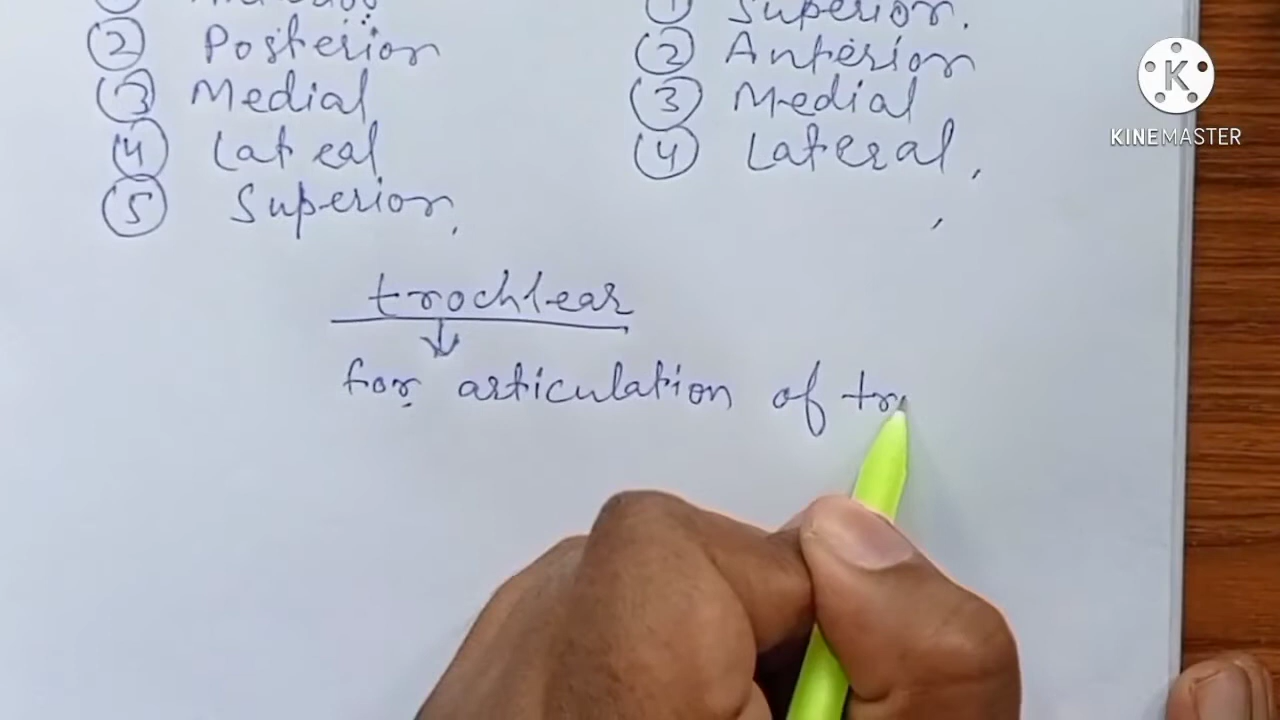 ② Posterior
③ Medial
④ Lateal
⑤ Superior,
① Superior.
② Anterior
③ Medial
④ Lateral,
trochlear
for articulation of tr
K
KINEMASTER